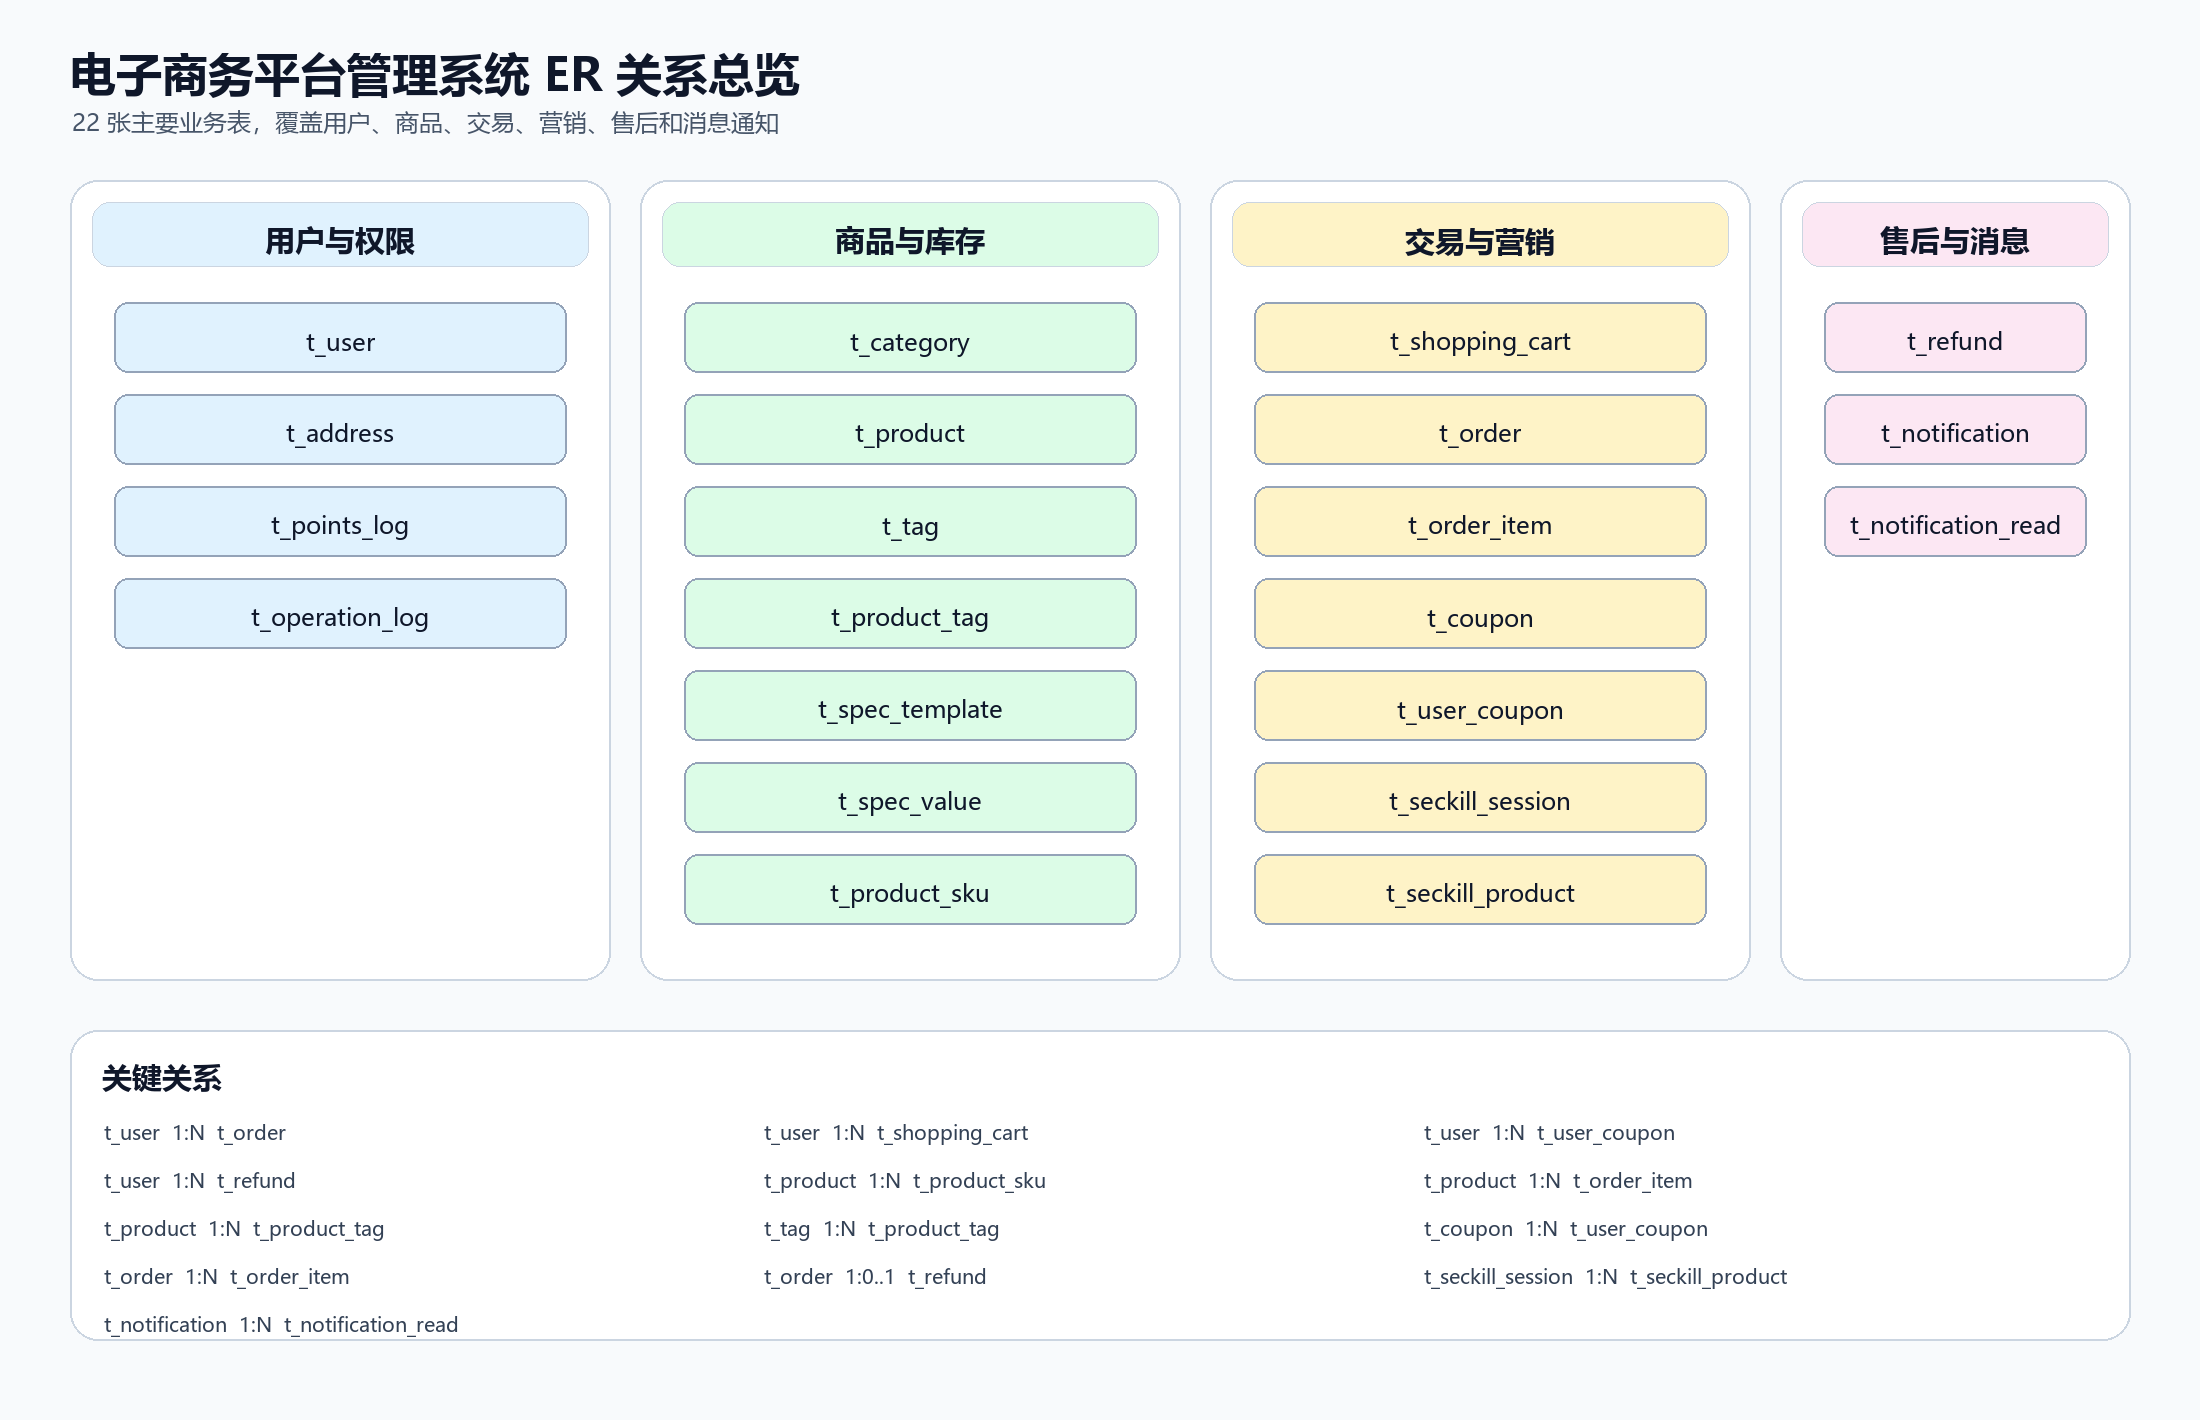 电子商务平台管理系统 ER 关系总览
22 张主要业务表，覆盖用户、商品、交易、营销、售后和消息通知
用户与权限
t_user
t_address
t_points_log
t_operation_log
商品与库存
t_category
t_product
t_tag
t_product_tag
t_spec_template
t_spec_value
t_product_sku
交易与营销
t_shopping_cart
t_order
t_order_item
t_coupon
t_user_coupon
t_seckill_session
t_seckill_product
售后与消息
t_refund
t_notification
t_notification_read
关键关系
t_user 1:N t_order
t_user 1:N t_shopping_cart
t_user 1:N t_user_coupon
t_user 1:N t_refund
t_product 1:N t_product_sku
t_product 1:N t_order_item
t_product 1:N t_product_tag
t_tag 1:N t_product_tag
t_coupon 1:N t_user_coupon
t_order 1:N t_order_item
t_order 1:0..1 t_refund
t_seckill_session 1:N t_seckill_product
t_notification 1:N t_notification_read